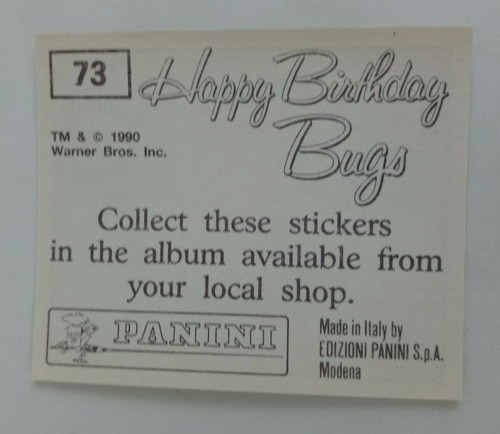 73
Happy Birthday
Bugs
TM & © 1990
Warner Bros. Inc.
Collect these stickers
in the album available from
your local shop.
PANINI
Made in Italy by
EDIZIONI PANINI S.p.A.
Modena